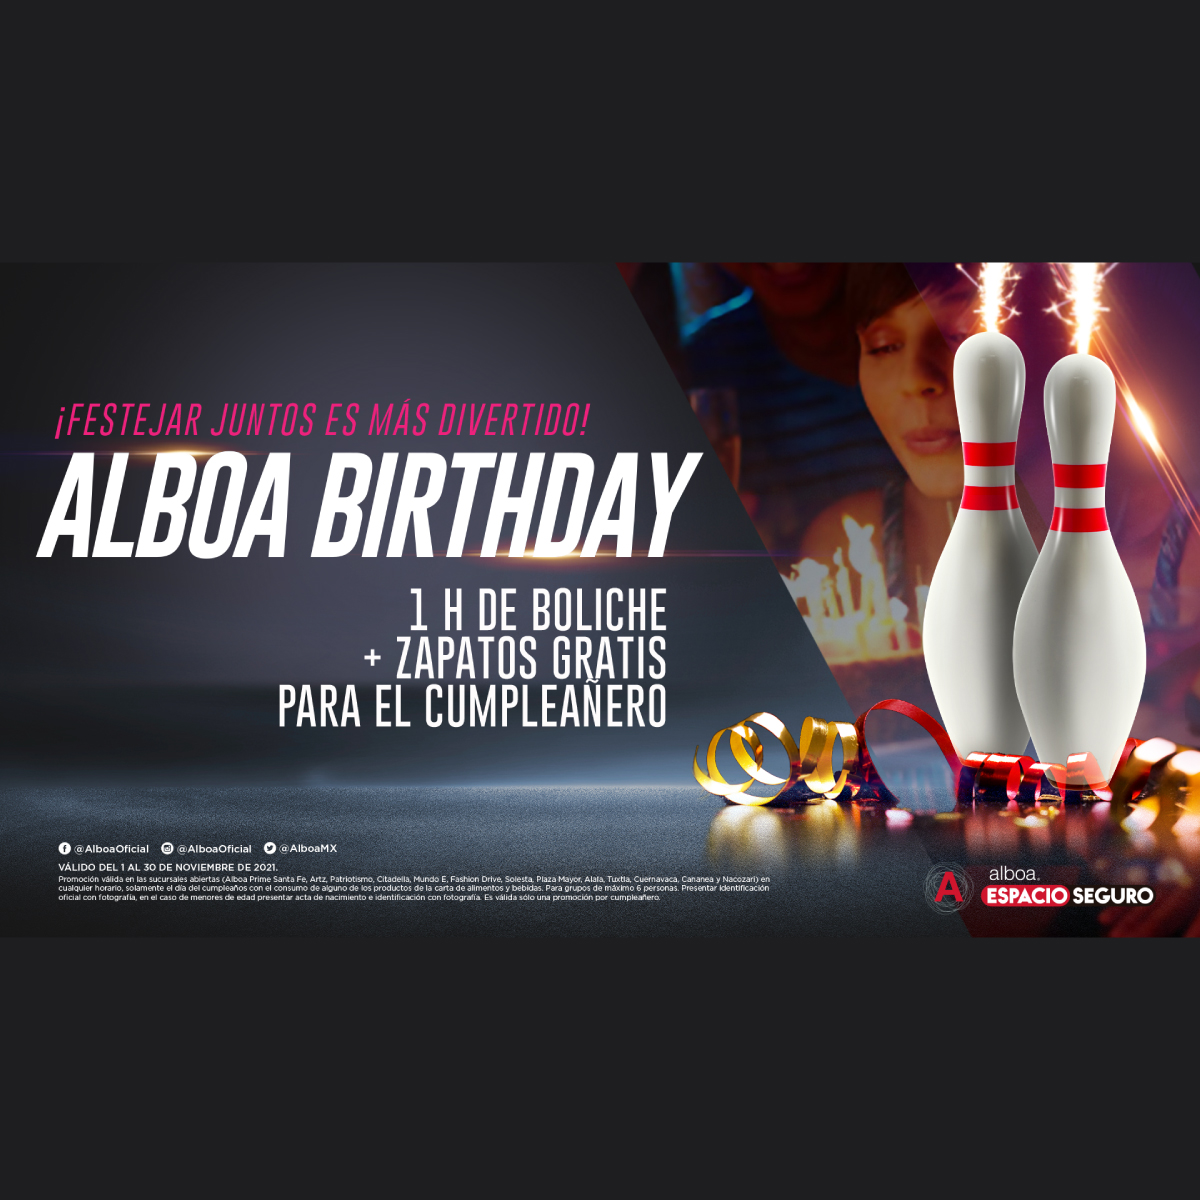 ¡FESTEJAR JUNTOS ES MÁS DIVERTIDO!
ALBOA BIRTHDAY
1 H DE BOLICHE
+ ZAPATOS GRATIS
PARA EL CUMPLEAÑERO
@AlboaOficial @AlboaOficial @AlboaMX
VÁLIDO DEL 1 AL 30 DE NOVIEMBRE DE 2021.
Promoción válida en las sucursales abiertas (Alboa Prime Santa Fe, Artz, Patriotismo, Citadella, Mundo E, Fashion Drive, Solesta, Plaza Mayor, Alaïa, Tuxtla, Cuernavaca, Cananea y Nacozari) en
cualquier horario, solamente el día del cumpleaños con el consumo de alguno de los productos de la carta de alimentos y bebidas. Para grupos de máximo 6 personas. Presentar identificación
oficial con fotografía, en el caso de menores de edad presentar acta de nacimiento e identificación con fotografía. Es válida sólo una promoción por cumpleañero.
A
alboa®
ESPACIO SEGURO